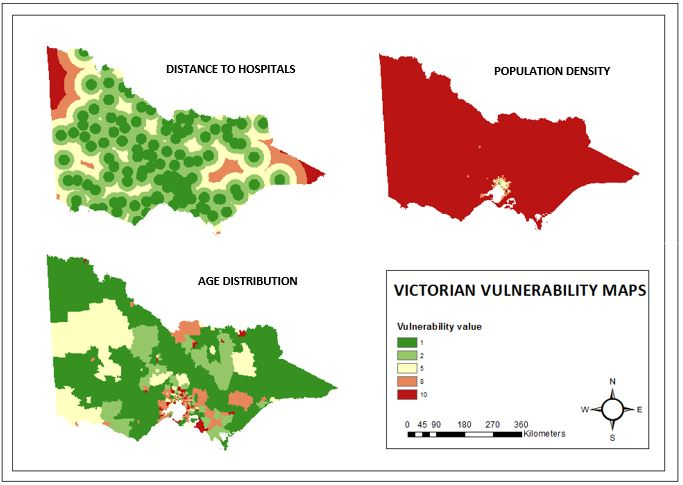 DISTANCE TO HOSPITALS
POPULATION DENSITY
AGE DISTRIBUTION
VICTORIAN VULNERABILITY MAPS
Vulnerability value
1
2
5
8
10
N
W E
S
0 45 90 180 270 360
Kilometers